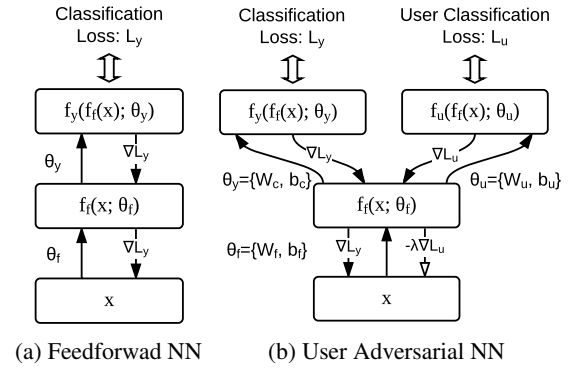 Classification
Loss: Ly
fy(ff(x); θy)
θy
∇Ly
ff(x; θf)
θf
∇Ly
x
(a) Feedforwad NN
Classification
Loss: Ly
User Classification
Loss: Lu
fy(ff(x); θy)
fu(ff(x); θu)
∇Ly
∇Lu
θy={Wc, bc}
θu={Wu, bu}
ff(x; θf)
θf={Wf, bf}
∇Ly
-λ∇Lu
x
(b) User Adversarial NN